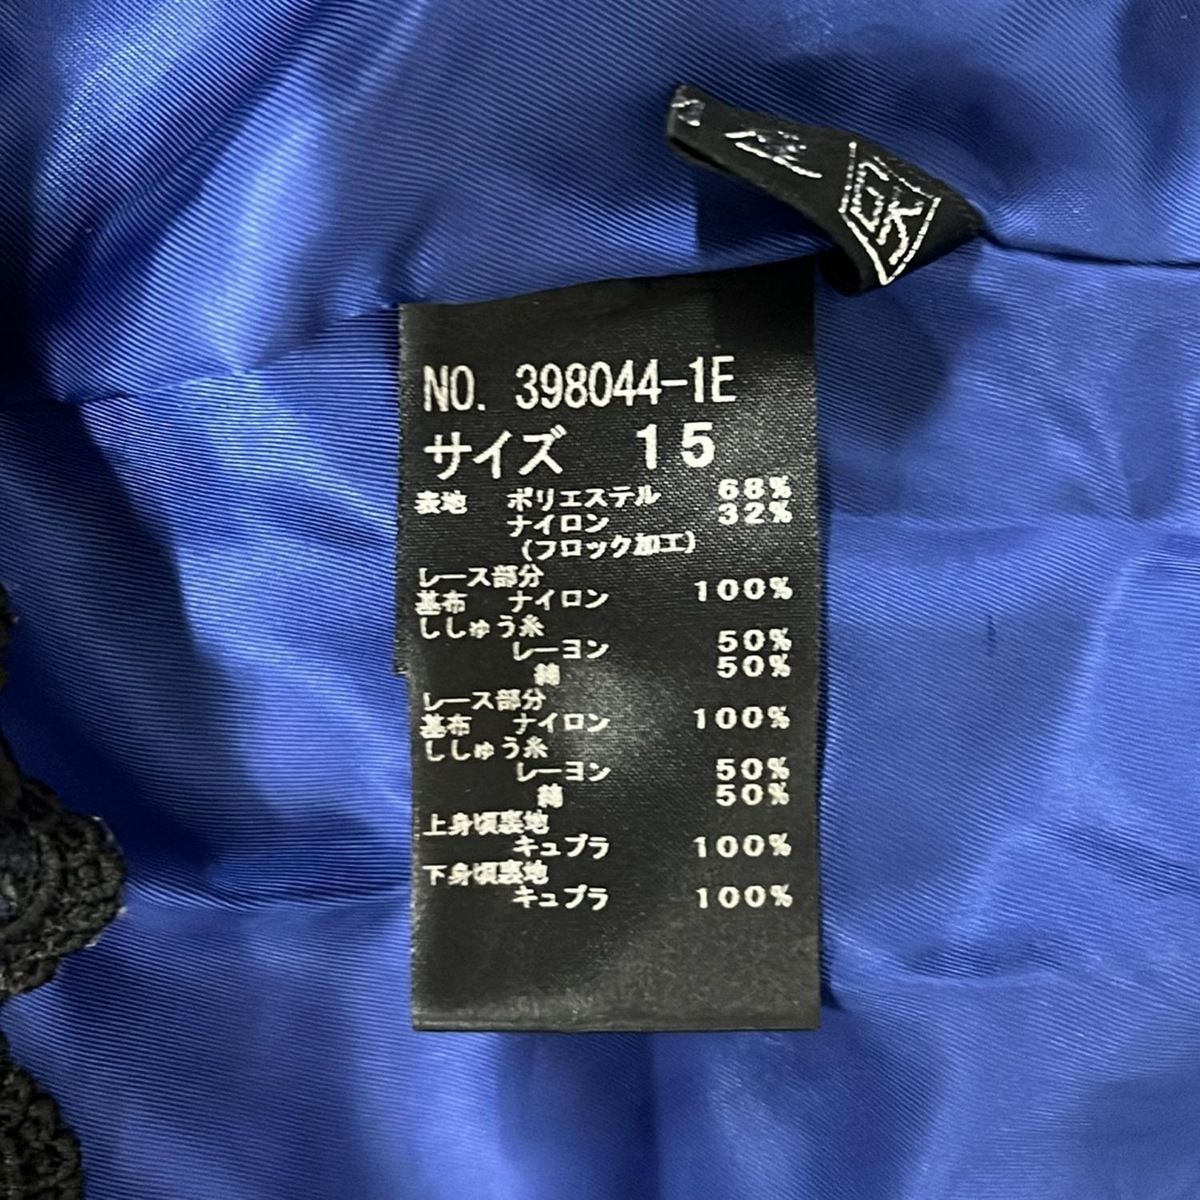 NO. 398044-1E
サイズ 15
表地 ポリエステル 68%
ナイロン 32%
(フロック加工)
レース部分
基布 ナイロン 100%
ししゅう糸
レーヨン 50%
綿 50%
レース部分
基布 ナイロン 100%
ししゅう糸
レーヨン 50%
綿 50%
上身頃裏地
キュプラ 100%
下身頃裏地
キュプラ 100%